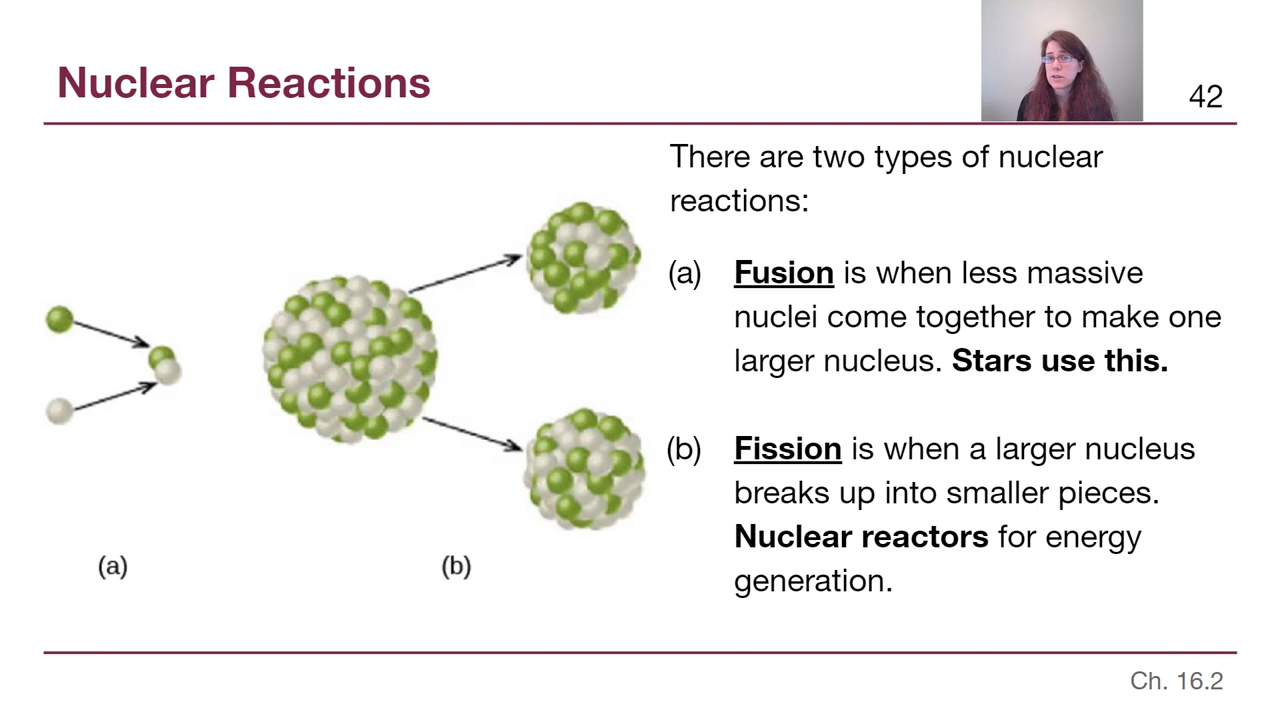 Nuclear Reactions
42
There are two types of nuclear
reactions:
(a) Fusion is when less massive
nuclei come together to make one
larger nucleus. Stars use this.
(b) Fission is when a larger nucleus
breaks up into smaller pieces.
Nuclear reactors for energy
generation.
(a)
(b)
Ch. 16.2